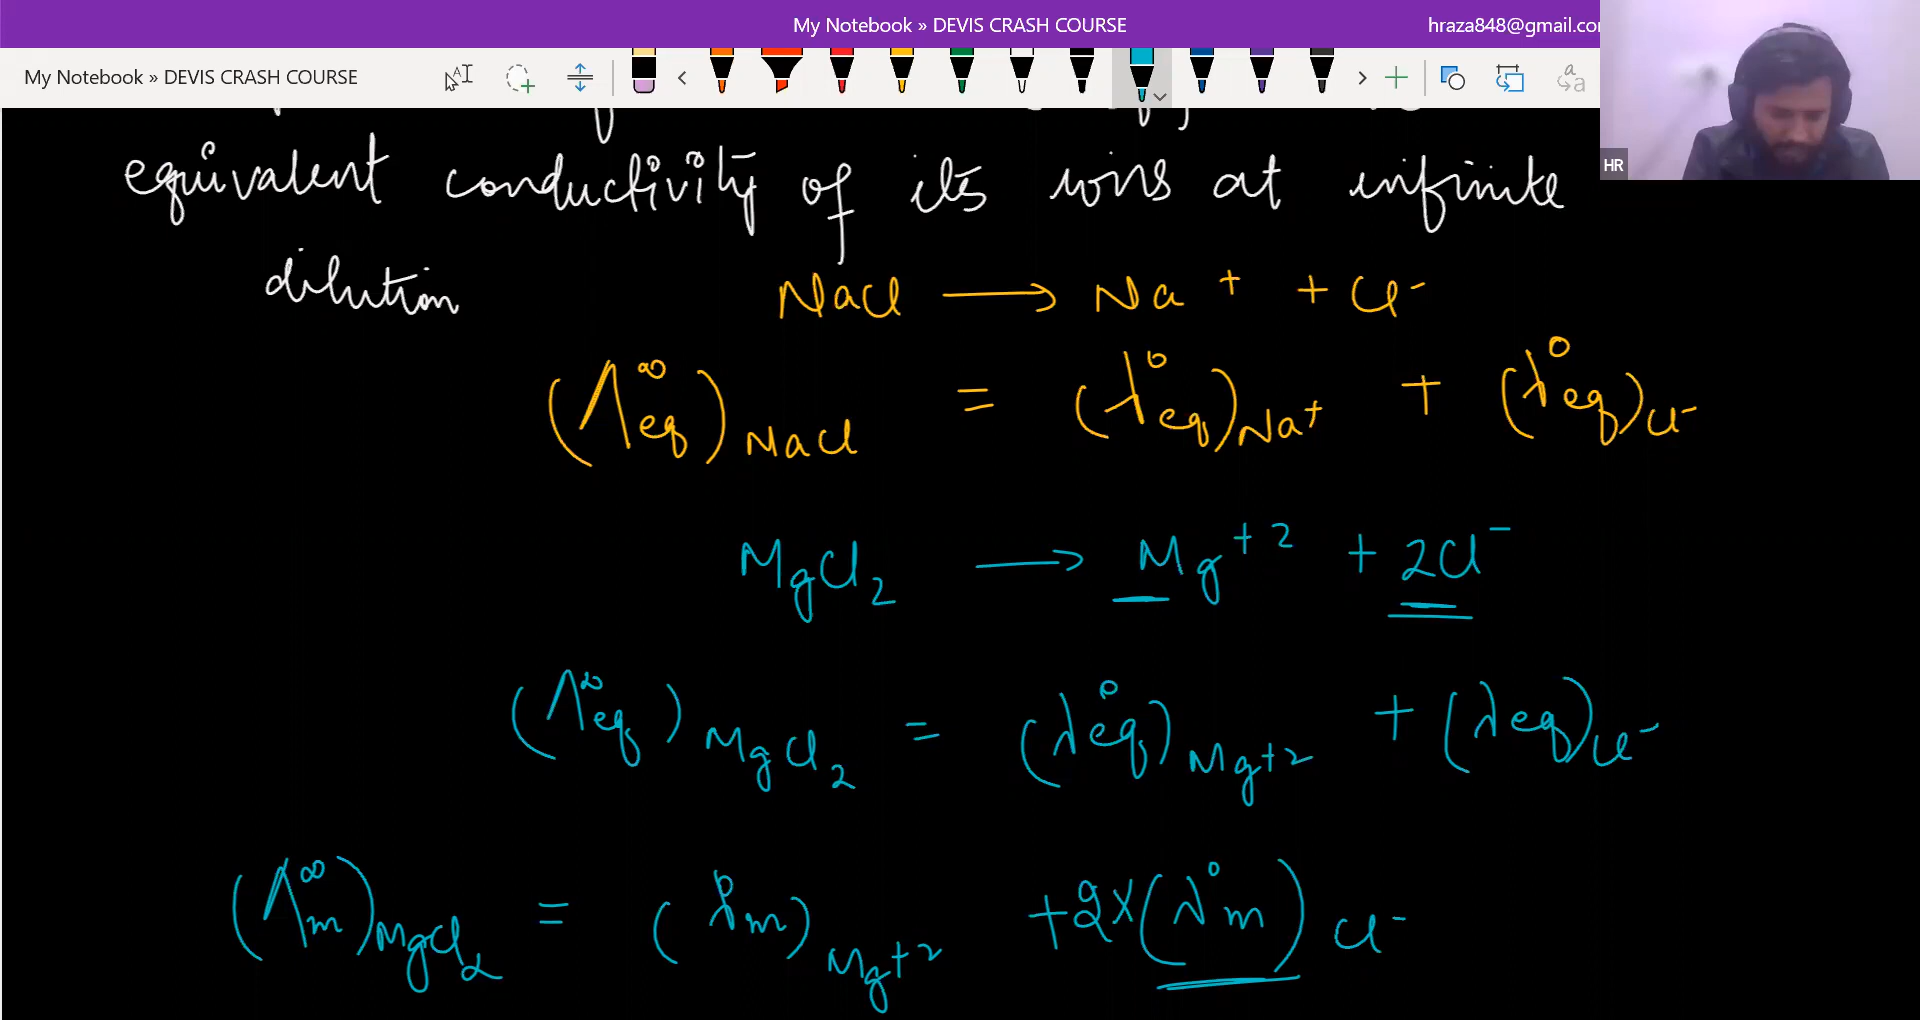 My Notebook » DEVIS CRASH COURSE
hraza848@gmail.co
My Notebook » DEVIS CRASH COURSE
HR
equivalent conductivity of its ions at infinite
dilution
NaCl ⟶ Na⁺ + Cl⁻
(Λ^∞eq)NaCl = (λ°eq)Na⁺ + (λ°eq)Cl⁻
MgCl₂ ⟶ Mg⁺² + 2Cl⁻
(Λ^∞eq)MgCl₂ = (λ°eq)Mg⁺² + (λeq)Cl⁻
(Λ^∞m)MgCl₂ = (λ°m)Mg⁺² + 2×(λ°m)Cl⁻